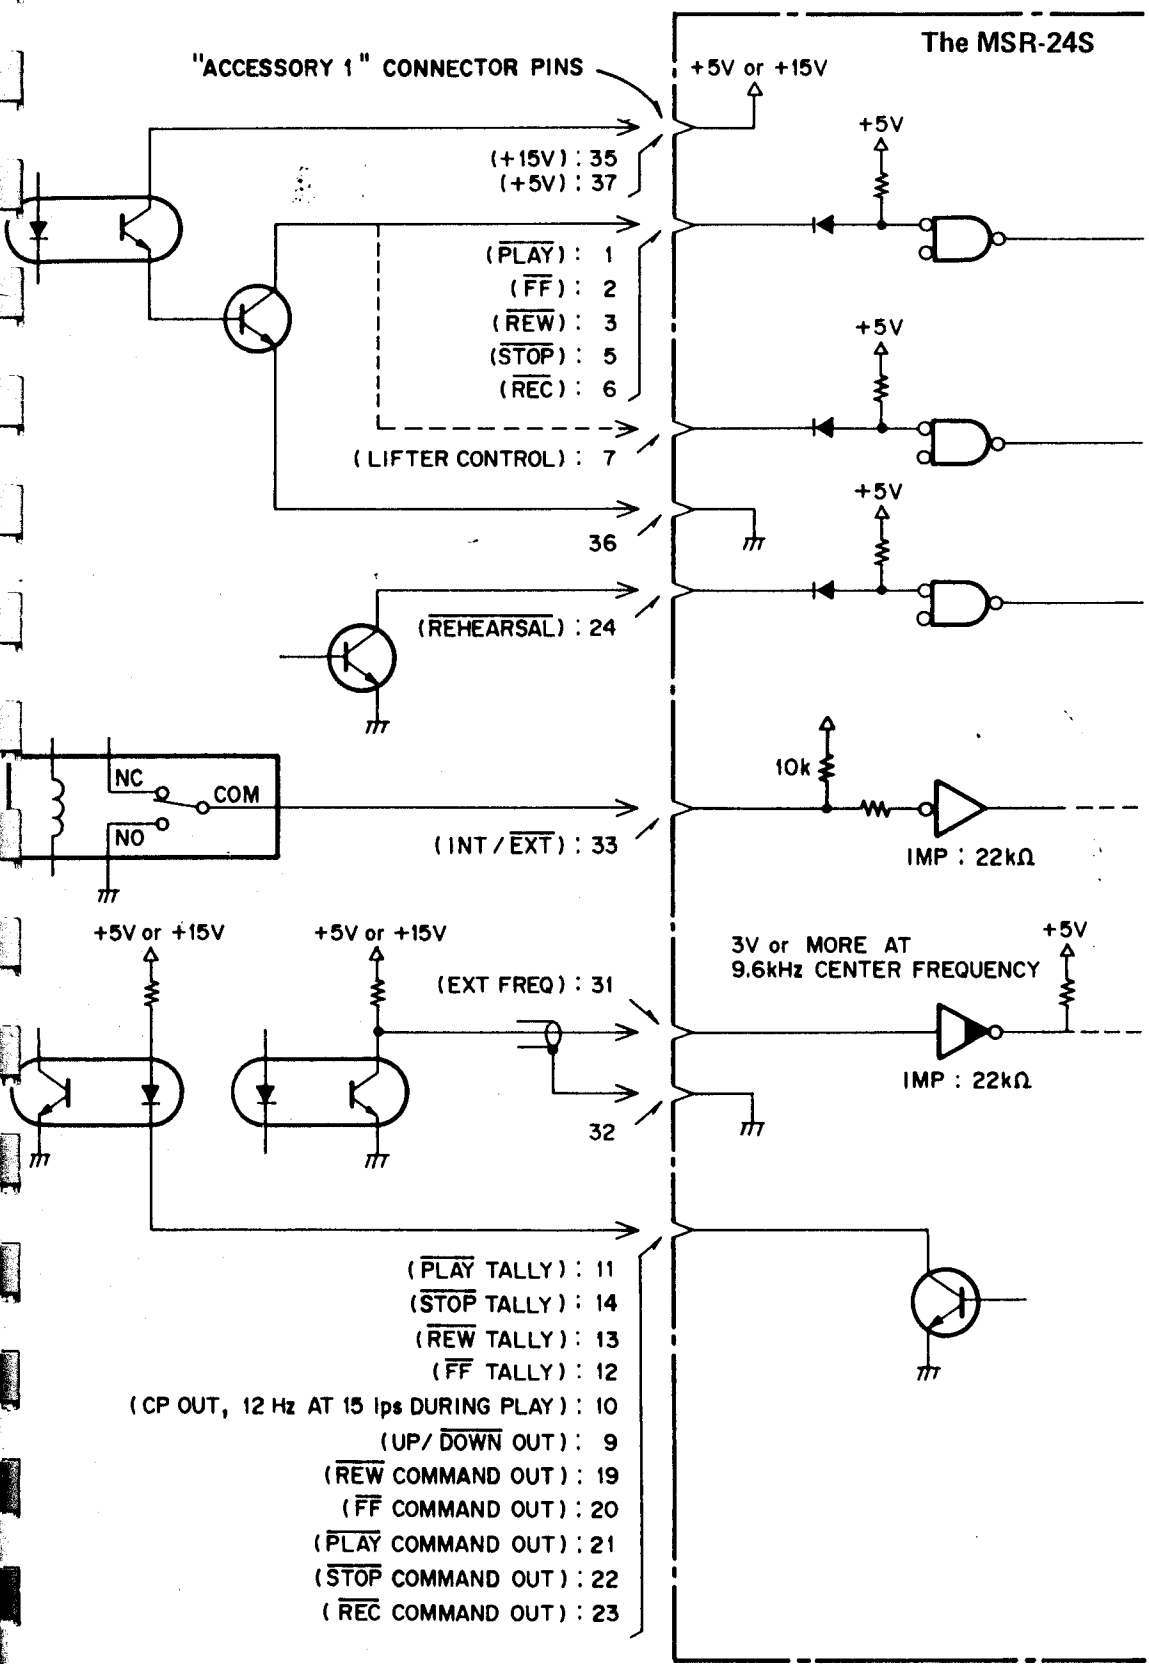 The MSR-24S
"ACCESSORY 1" CONNECTOR PINS
+5V or +15V
+5V
(+15V) : 35
(+5V) : 37
(PLAY) : 1
(FF) : 2
(REW) : 3
(STOP) : 5
(REC) : 6
+5V
(LIFTER CONTROL) : 7
+5V
36
(REHEARSAL) : 24
10k
NC
COM
NO
(INT/EXT) : 33
IMP : 22kΩ
+5V or +15V
+5V or +15V
3V or MORE AT
9.6kHz CENTER FREQUENCY
+5V
(EXT FREQ) : 31
IMP : 22kΩ
32
(PLAY TALLY) : 11
(STOP TALLY) : 14
(REW TALLY) : 13
(FF TALLY) : 12
(CP OUT, 12 Hz AT 15 ips DURING PLAY) : 10
(UP/DOWN OUT) : 9
(REW COMMAND OUT) : 19
(FF COMMAND OUT) : 20
(PLAY COMMAND OUT) : 21
(STOP COMMAND OUT) : 22
(REC COMMAND OUT) : 23